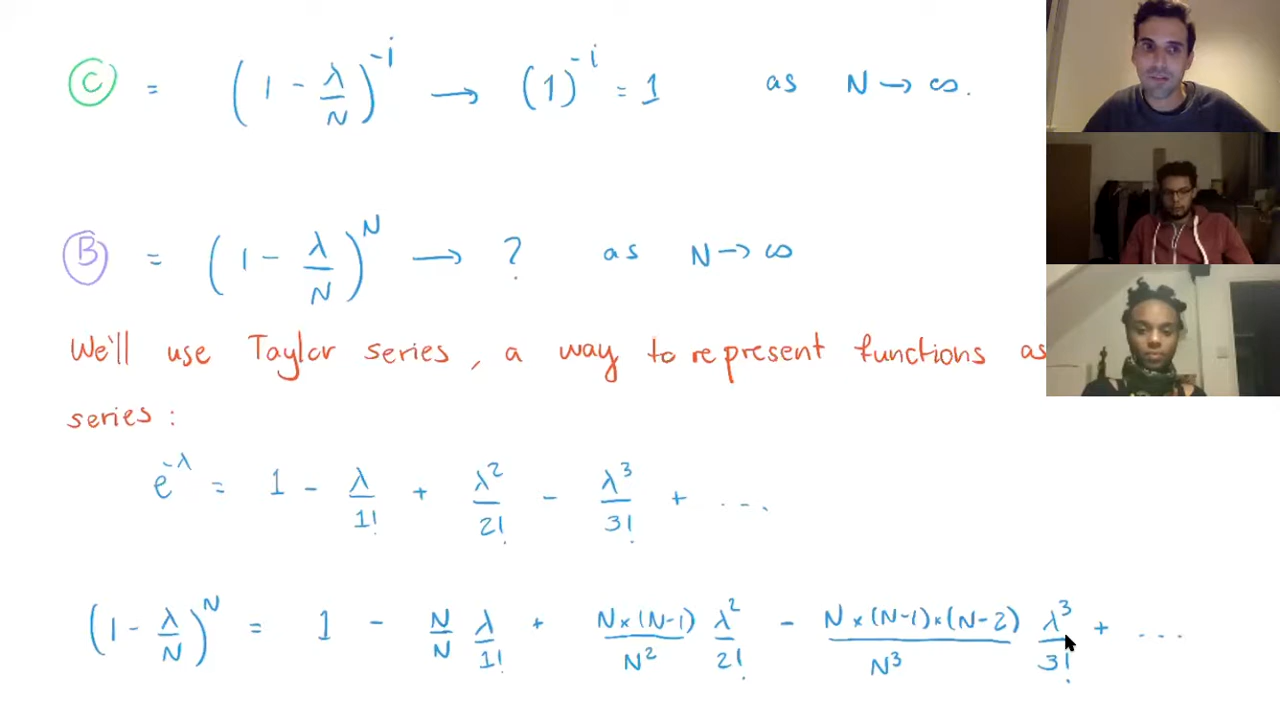 C = (1 - λ/N)^-i → (1)^-i = 1 as N → ∞.
B = (1 - λ/N)^N → ? as N → ∞
We'll use Taylor series, a way to represent functions as
series:
e^-λ = 1 - λ/1! + λ²/2! - λ³/3! + ...
(1 - λ/N)^N = 1 - N/N λ/1! + N×(N-1)/N² λ²/2! - N×(N-1)×(N-2)/N³ λ³/3! + ...